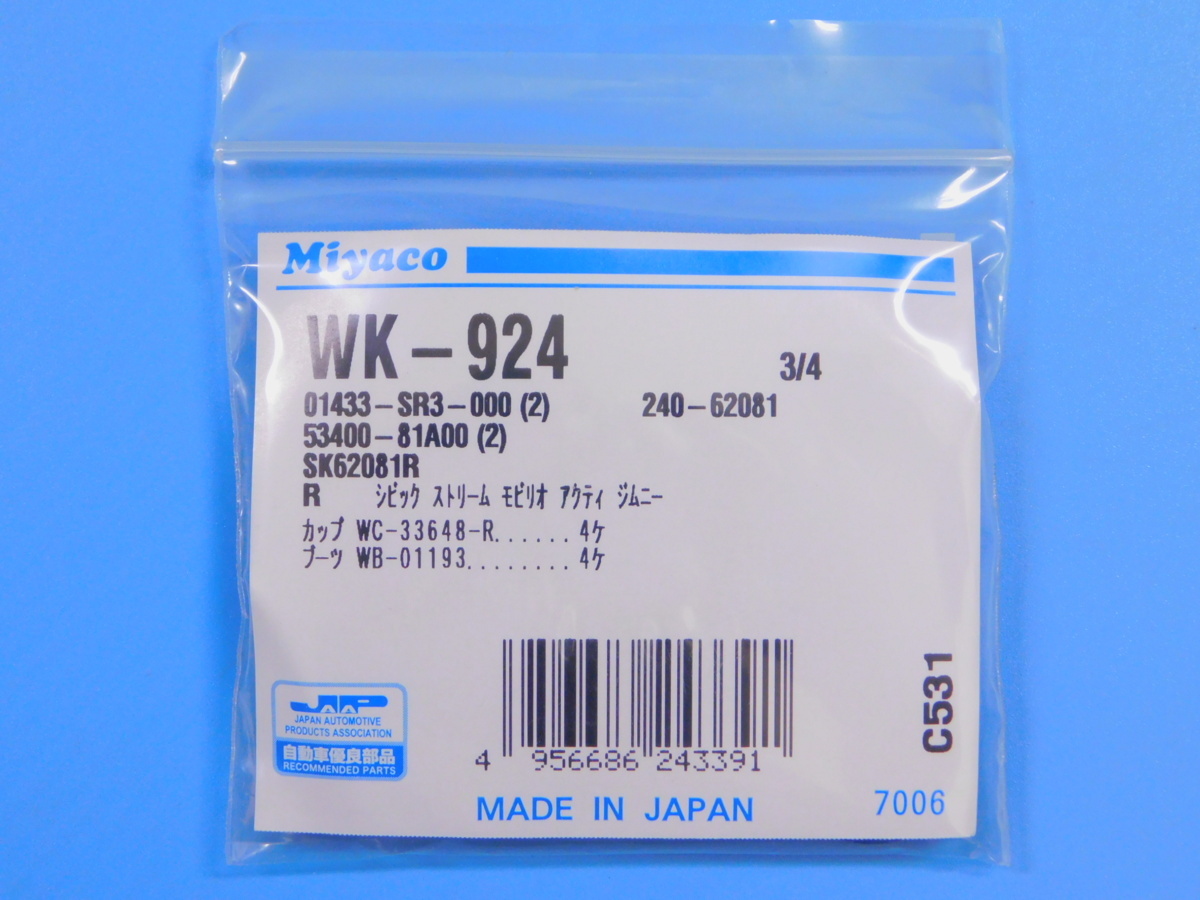 Miyaco
WK-924 3/4
01433-SR3-000 (2) 240-62081
53400-81A00 (2)
SK62081R
R ｼﾋﾞｯｸ ｽﾄﾘｰﾑ ﾓﾋﾞﾘｵ ｱｸﾃｨ ｼﾞﾑﾆｰ
ｶｯﾌﾟ WC-33648-R......4ｹ
ﾌﾞｰﾂ WB-01193........4ｹ
C531
JAP
JAPAN AUTOMOTIVE
PRODUCTS ASSOCIATION
自動車優良部品
RECOMMENDED PARTS
4 956686 243391
MADE IN JAPAN 7006